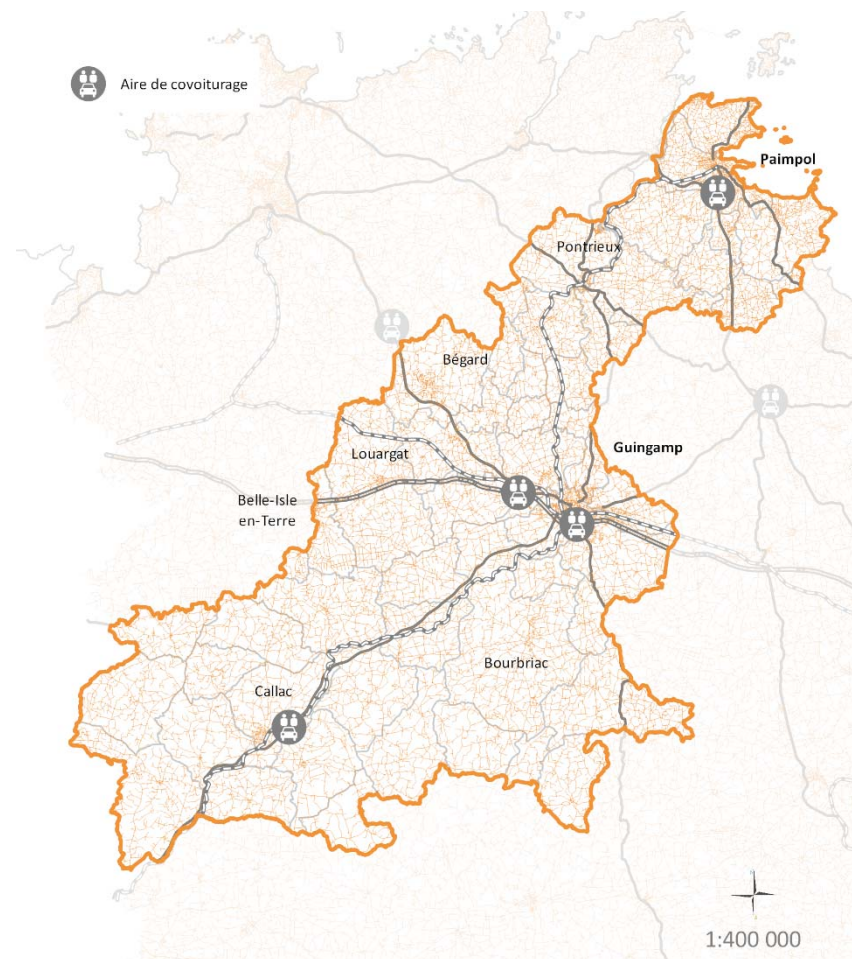 Aire de covoiturage
Paimpol
Pontrieux
Bégard
Guingamp
Louargat
Belle-Isle
en-Terre
Bourbriac
Callac
1:400 000